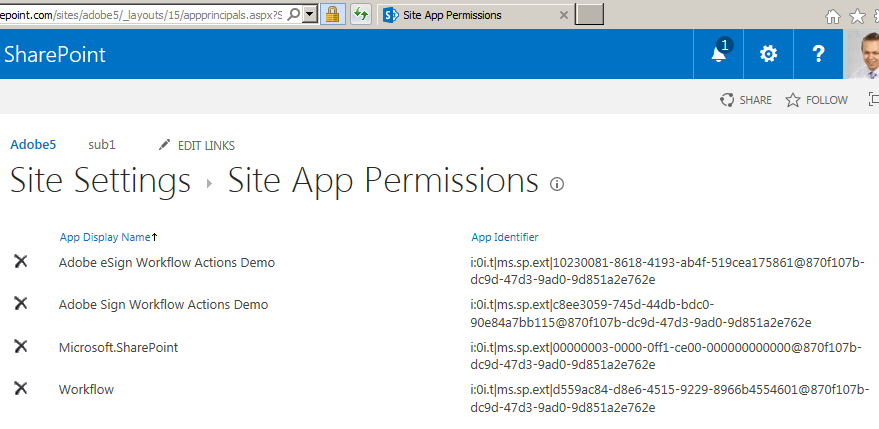 epoint.com/sites/adobe5/_layouts/15/appprincipals.aspx?S
Site App Permissions
SharePoint
1
?
SHARE
FOLLOW
Adobe5
sub1
EDIT LINKS
Site Settings
Site App Permissions
App Display Name
App Identifier
Adobe eSign Workflow Actions Demo
i:0i.t|ms.sp.ext|10230081-8618-4193-ab4f-519cea175861@870f107b-
dc9d-47d3-9ad0-9d851a2e762e
Adobe Sign Workflow Actions Demo
i:0i.t|ms.sp.ext|c8ee3059-745d-44db-bdc0-
90e84a7bb115@870f107b-dc9d-47d3-9ad0-9d851a2e762e
Microsoft.SharePoint
i:0i.t|ms.sp.ext|00000003-0000-0ff1-ce00-000000000000@870f107b-
dc9d-47d3-9ad0-9d851a2e762e
Workflow
i:0i.t|ms.sp.ext|d559ac84-d8e6-4515-9229-8966b4554601@870f107b-
dc9d-47d3-9ad0-9d851a2e762e